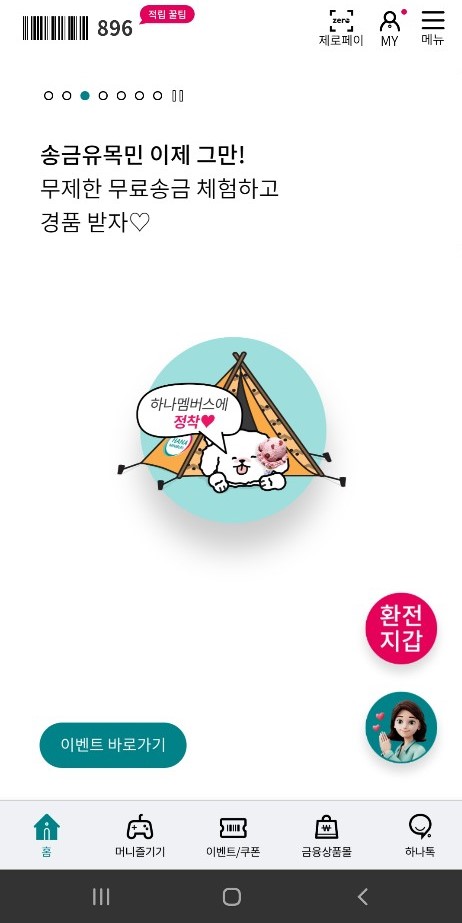 896
적립 꿀팁
zero
제로페이
MY
메뉴
송금유목민 이제 그만!
무제한 무료송금 체험하고
경품 받자♡
하나멤버스에
정착♥
HANA
환전
지갑
이벤트 바로가기
홈
머니즐기기
이벤트/쿠폰
금융상품몰
하나톡